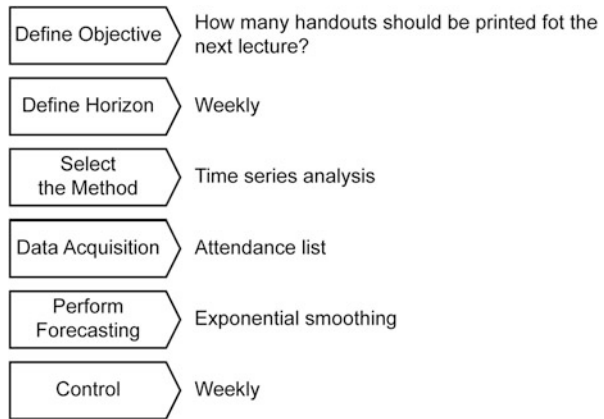 Define Objective
How many handouts should be printed fot the
next lecture?
Define Horizon
Weekly
Select
the Method
Time series analysis
Data Acquisition
Attendance list
Perform
Forecasting
Exponential smoothing
Control
Weekly